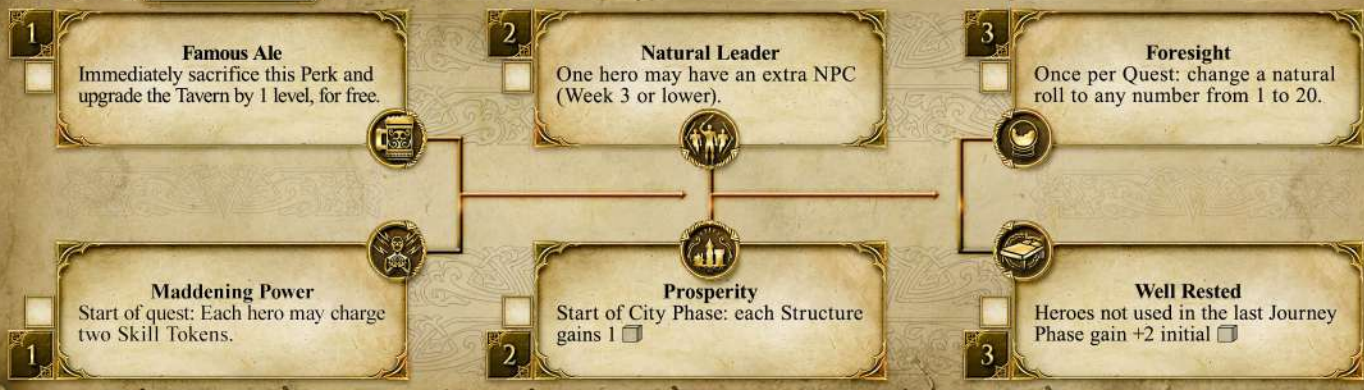 1
Famous Ale
Immediately sacrifice this Perk and
upgrade the Tavern by 1 level, for free.
2
Natural Leader
One hero may have an extra NPC
(Week 3 or lower).
3
Foresight
Once per Quest: change a natural
roll to any number from 1 to 20.
1
Maddening Power
Start of quest: Each hero may charge
two Skill Tokens.
2
Prosperity
Start of City Phase: each Structure
gains 1
3
Well Rested
Heroes not used in the last Journey
Phase gain +2 initial